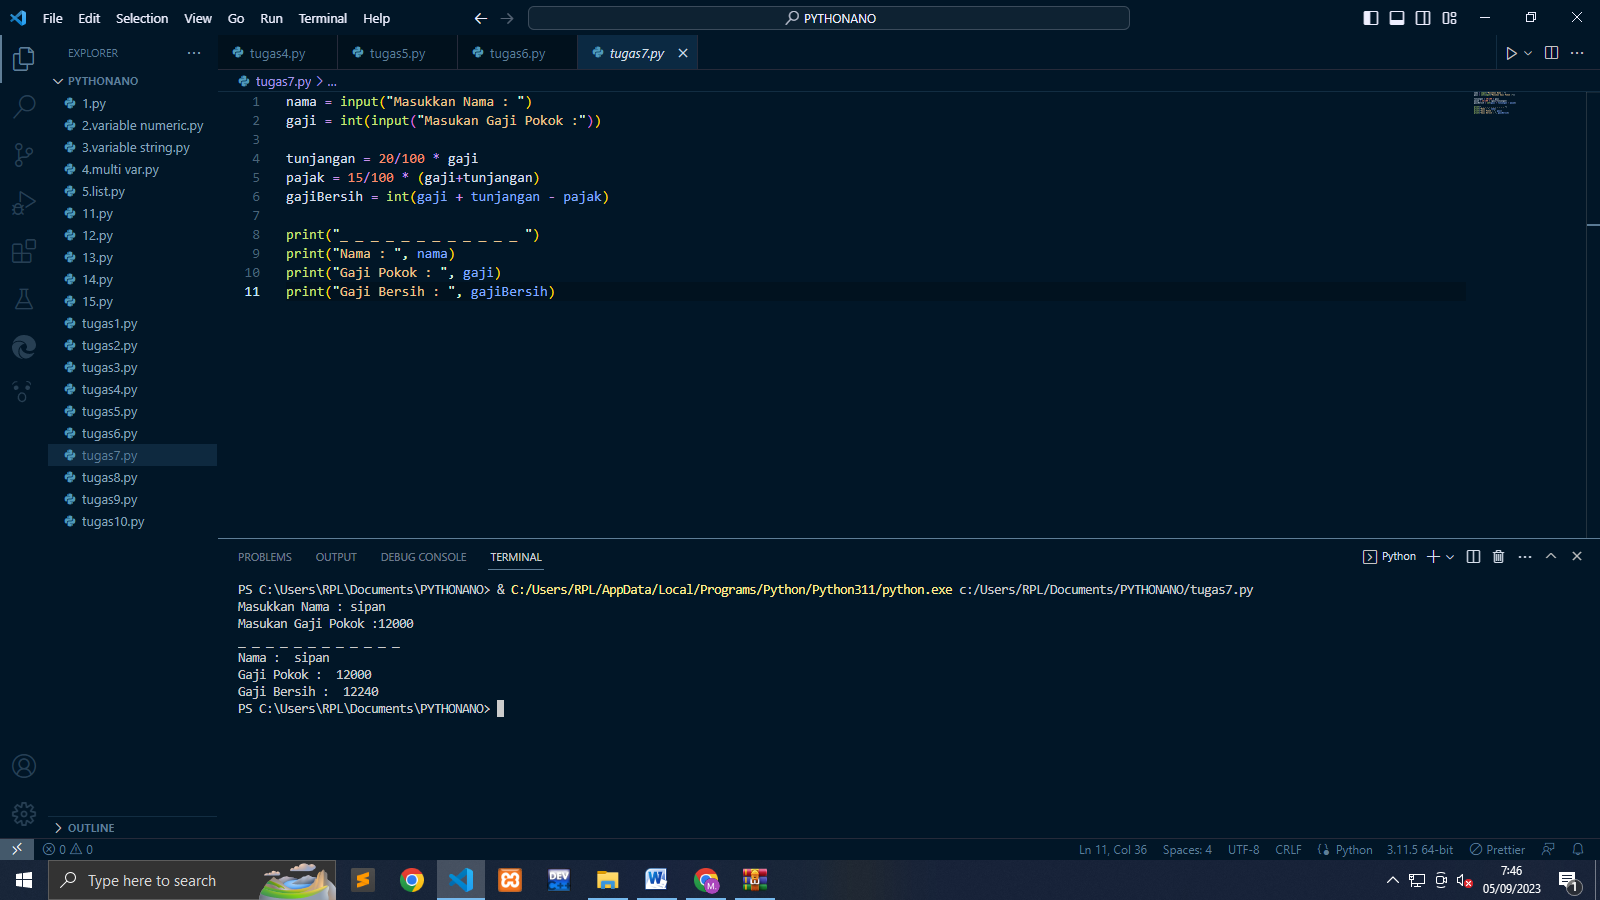 File Edit Selection View Go Run Terminal Help
PYTHONANO
EXPLORER
tugas4.py tugas5.py tugas6.py tugas7.py
PYTHONANO
1.py
2.variable numeric.py
3.variable string.py
4.multi var.py
5.list.py
11.py
12.py
13.py
14.py
15.py
tugas1.py
tugas2.py
tugas3.py
tugas4.py
tugas5.py
tugas6.py
tugas7.py
tugas8.py
tugas9.py
tugas10.py
OUTLINE
tugas7.py > ...
1 nama = input("Masukkan Nama : ")
2 gaji = int(input("Masukan Gaji Pokok :"))
3
4 tunjangan = 20/100 * gaji
5 pajak = 15/100 * (gaji+tunjangan)
6 gajiBersih = int(gaji + tunjangan - pajak)
7
8 print("_ _ _ _ _ _ _ _ _ _ _ _ ")
9 print("Nama : ", nama)
10 print("Gaji Pokok : ", gaji)
11 print("Gaji Bersih : ", gajiBersih)
PROBLEMS OUTPUT DEBUG CONSOLE TERMINAL
Python
PS C:\Users\RPL\Documents\PYTHONANO> & C:/Users/RPL/AppData/Local/Programs/Python/Python311/python.exe c:/Users/RPL/Documents/PYTHONANO/tugas7.py
Masukkan Nama : sipan
Masukan Gaji Pokok :12000
_ _ _ _ _ _ _ _ _ _ _ _
Nama :  sipan
Gaji Pokok :  12000
Gaji Bersih :  12240
PS C:\Users\RPL\Documents\PYTHONANO>
0 0
Ln 11, Col 36 Spaces: 4 UTF-8 CRLF Python 3.11.5 64-bit Prettier
Type here to search
DEV
M.
7:46
05/09/2023
1